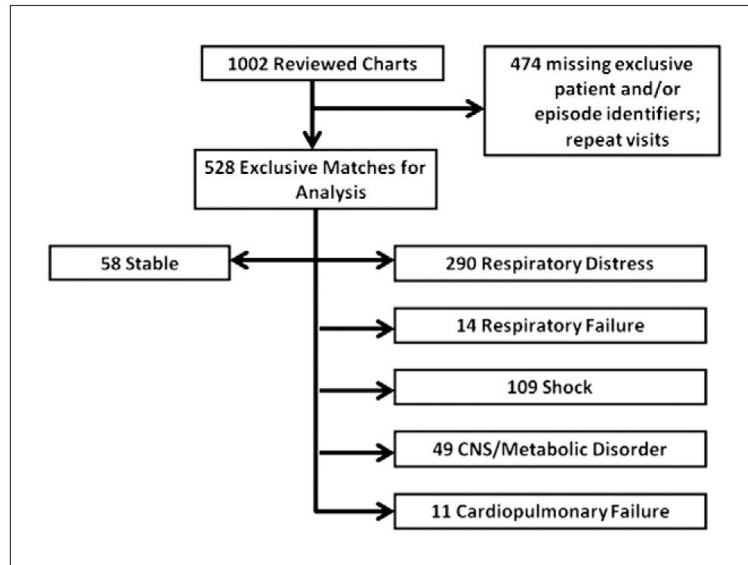 1002 Reviewed Charts
474 missing exclusive
patient and/or
episode identifiers;
repeat visits
528 Exclusive Matches for
Analysis
58 Stable
290 Respiratory Distress
14 Respiratory Failure
109 Shock
49 CNS/Metabolic Disorder
11 Cardiopulmonary Failure